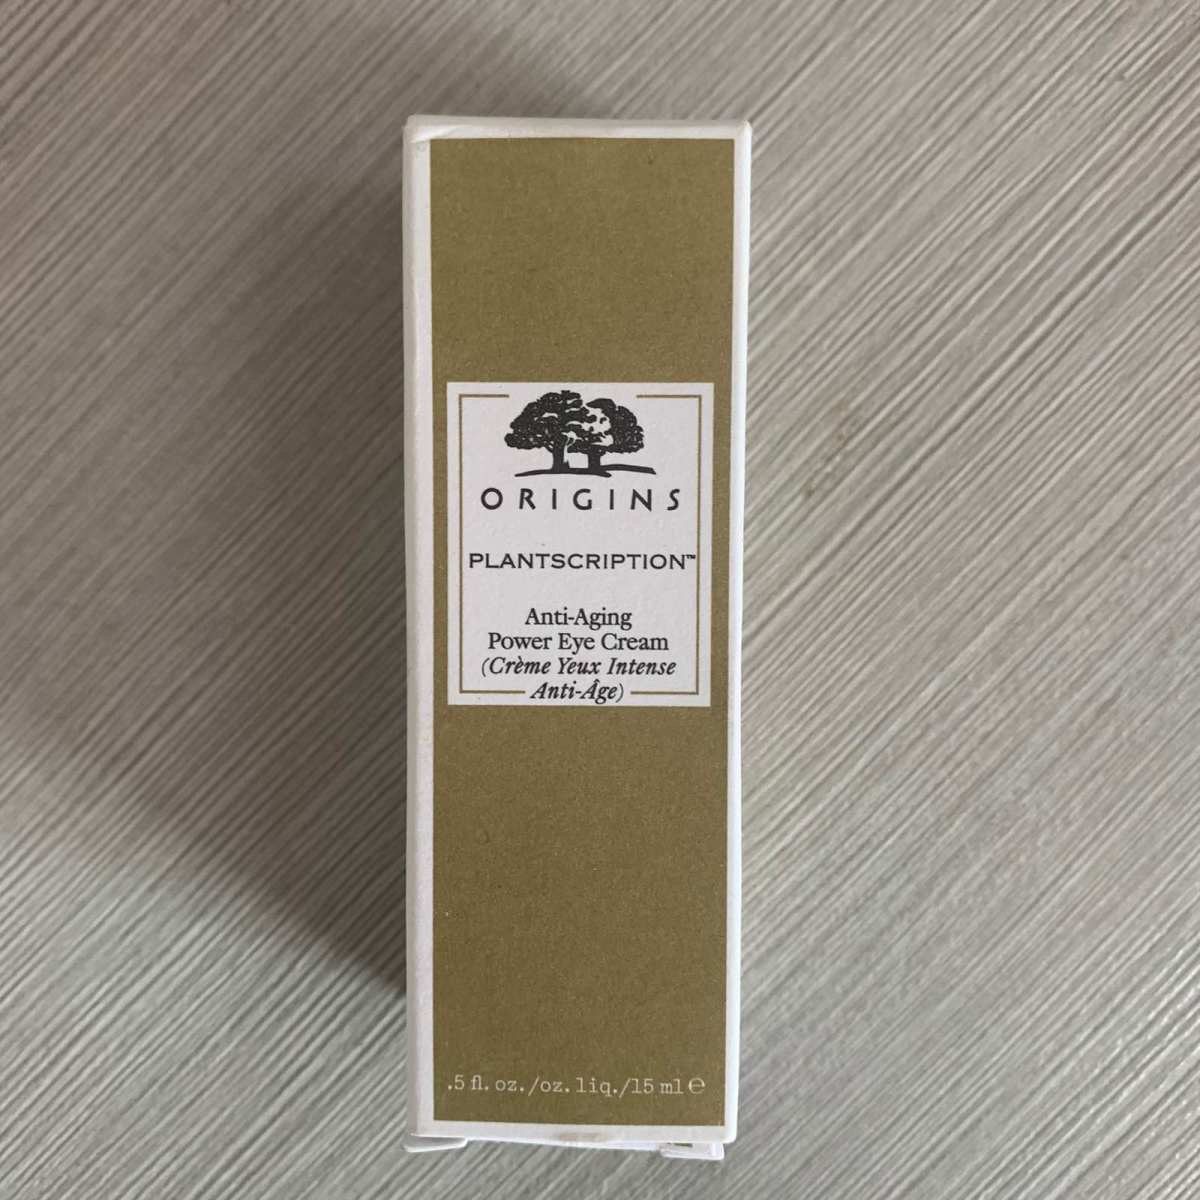 ORIGINS
PLANTSCRIPTION™
Anti-Aging
Power Eye Cream
(Crème Yeux Intense
Anti-Âge)
.5 fl. oz./oz. liq./15 ml ℮